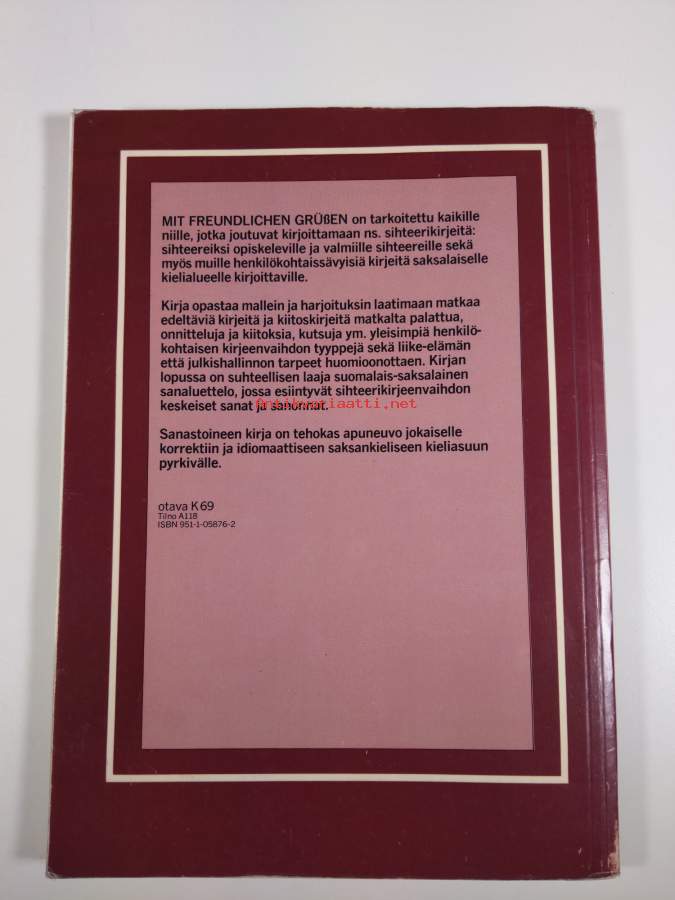 MIT FREUNDLICHEN GRÜßEN on tarkoitettu kaikille
niille, jotka joutuvat kirjoittamaan ns. sihteerikirjeitä:
sihteereiksi opiskeleville ja valmiille sihteereille sekä
myös muille henkilökohtaissävyisiä kirjeitä saksalaiselle
kielialueelle kirjoittaville.
Kirja opastaa mallein ja harjoituksin laatimaan matkaa
edeltäviä kirjeitä ja kiitoskirjeitä matkalta palattua,
onnitteluja ja kiitoksia, kutsuja ym. yleisimpiä henkilö-
kohtaisen kirjeenvaihdon tyyppejä sekä liike-elämän
että julkishallinnon tarpeet huomioonottaen. Kirjan
lopussa on suhteellisen laaja suomalais-saksalainen
sanaluettelo, jossa esiintyvät sihteerikirjeenvaihdon
keskeiset sanat ja sanonnat.
Antikvariaatti.net
Sanastoineen kirja on tehokas apuneuvo jokaiselle
korrektiin ja idiomaattiseen saksankieliseen kieliasuun
pyrkivälle.
otava K 69
Tilno A118
ISBN 951-1-05876-2